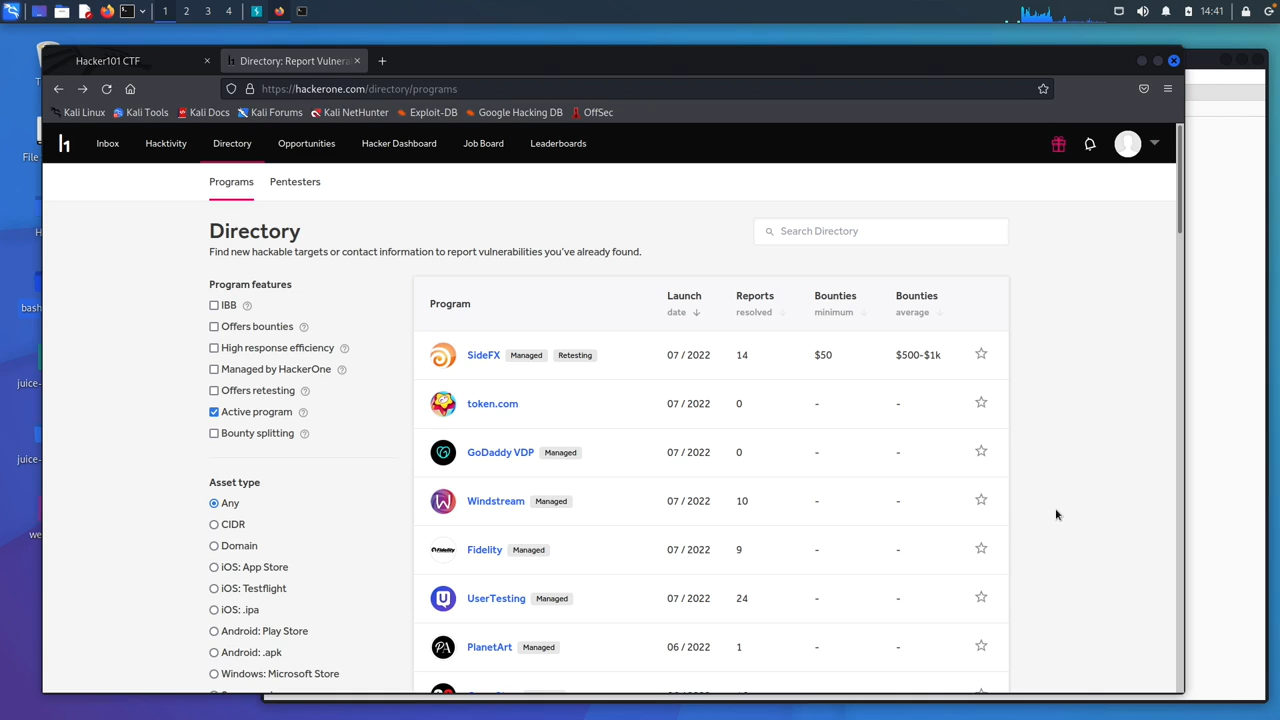 1 2 3 4 14:41
Hacker101 CTF Directory: Report Vulnera
https://hackerone.com/directory/programs
Kali Linux Kali Tools Kali Docs Kali Forums Kali NetHunter Exploit-DB Google Hacking DB OffSec
Inbox Hacktivity Directory Opportunities Hacker Dashboard Job Board Leaderboards
Programs Pentesters
Directory
Search Directory
Find new hackable targets or contact information to report vulnerabilities you've already found.
Program features
IBB
Offers bounties
High response efficiency
Managed by HackerOne
Offers retesting
Active program
Bounty splitting
Asset type
Any
CIDR
Domain
iOS: App Store
iOS: Testflight
iOS: .ipa
Android: Play Store
Android: .apk
Windows: Microsoft Store
Program Launch date Reports resolved Bounties minimum Bounties average
SideFX Managed Retesting 07 / 2022 14 $50 $500-$1k
token.com 07 / 2022 0 - -
GoDaddy VDP Managed 07 / 2022 0 - -
Windstream Managed 07 / 2022 10 - -
Fidelity Managed 07 / 2022 9 - -
UserTesting Managed 07 / 2022 24 - -
PlanetArt Managed 06 / 2022 1 - -
File
bash
juice-
juice-
we